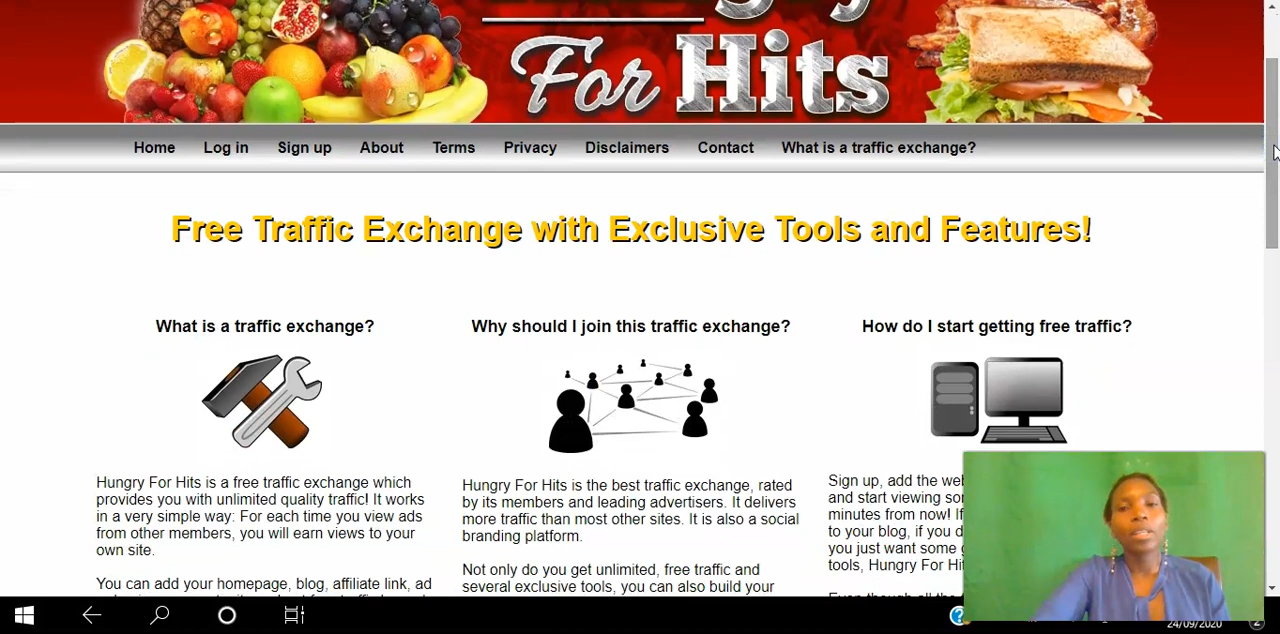 For Hits
Home Log in Sign up About Terms Privacy Disclaimers Contact What is a traffic exchange?
Free Traffic Exchange with Exclusive Tools and Features!
What is a traffic exchange?
Hungry For Hits is a free traffic exchange which
provides you with unlimited quality traffic! It works
in a very simple way: For each time you view ads
from other members, you will earn views to your
own site.
You can add your homepage, blog, affiliate link, ad
Why should I join this traffic exchange?
Hungry For Hits is the best traffic exchange, rated
by its members and leading advertisers. It delivers
more traffic than most other sites. It is also a social
branding platform.
Not only do you get unlimited, free traffic and
several exclusive tools, you can also build your
How do I start getting free traffic?
Sign up, add the
and start viewing
minutes from now!
to your blog, if you
you just want some
tools, Hungry For
24/09/2020